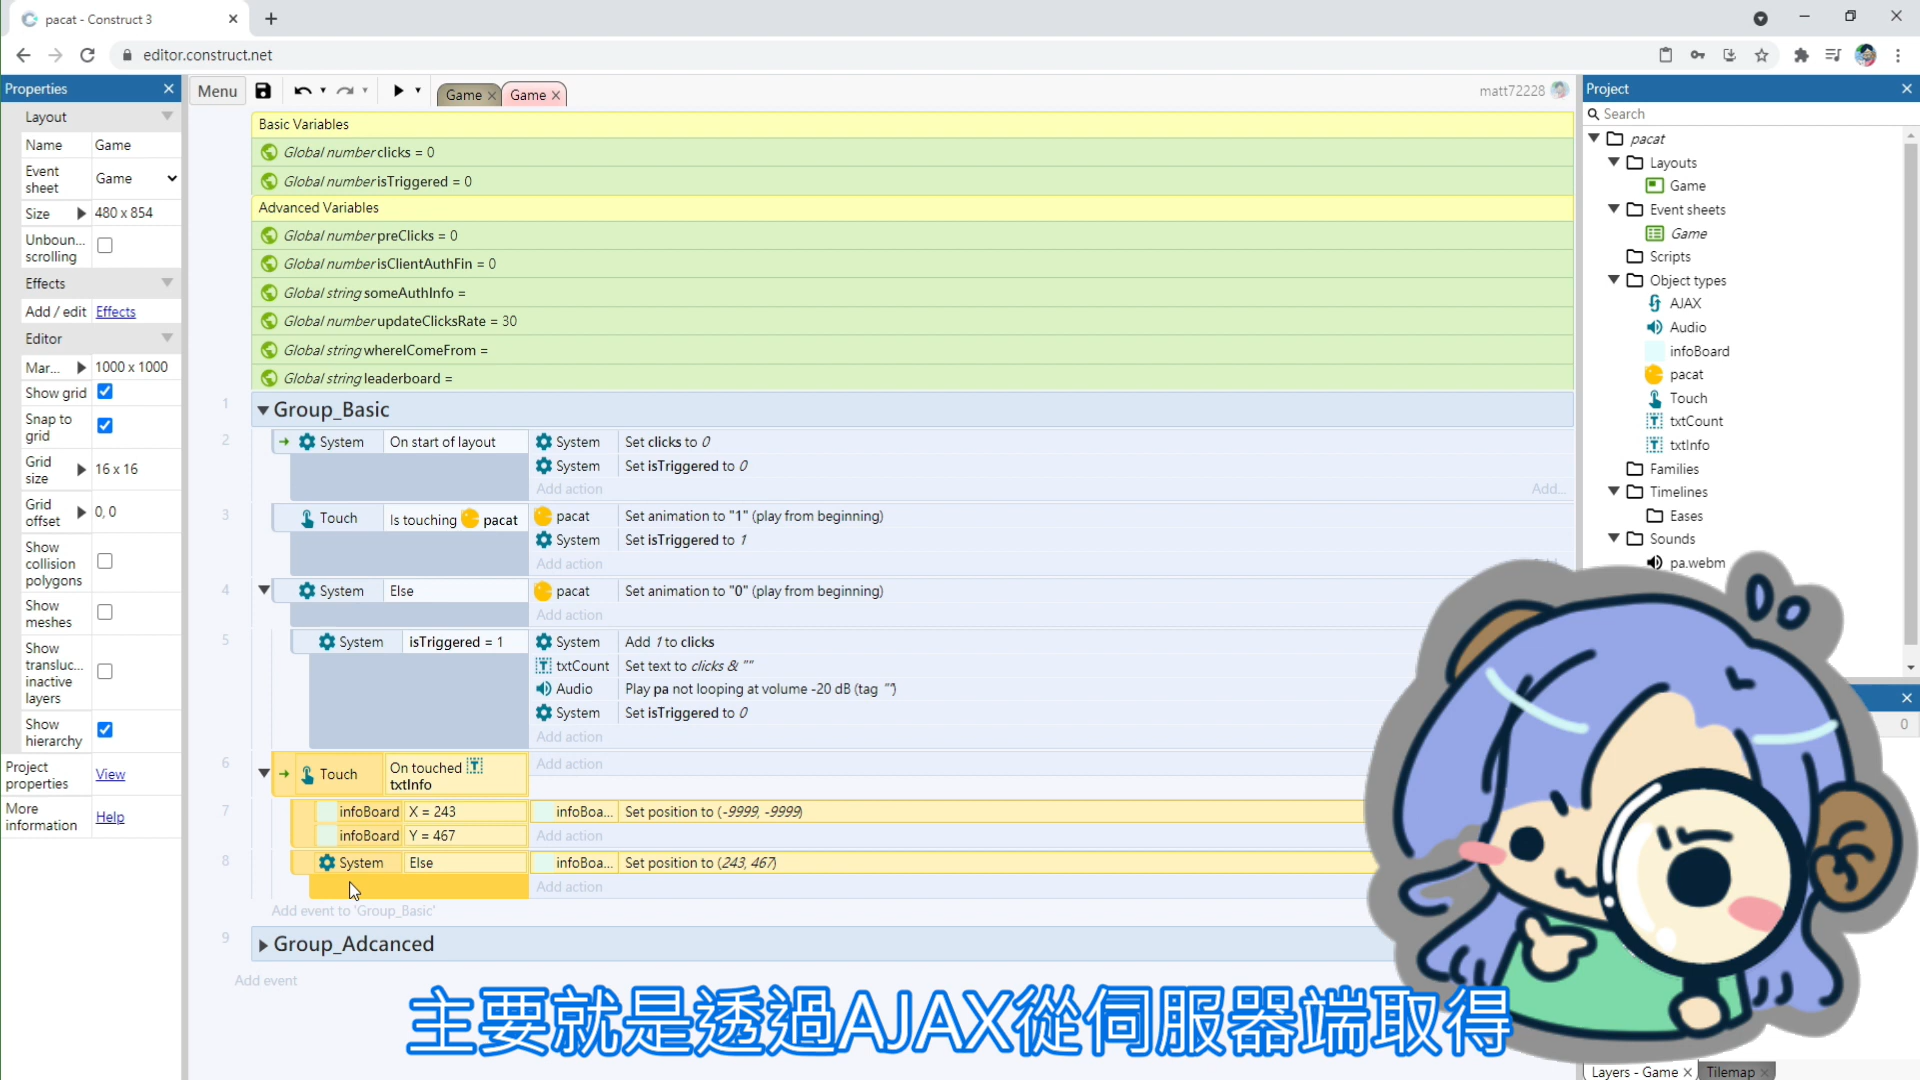 pacat - Construct 3
editor.construct.net
Properties
Menu
Game
Game
matt72228
Project
Layout
Name Game
Event sheet Game
Size 480 x 854
Unboun... scrolling
Effects
Add / edit Effects
Editor
Mar... 1000 x 1000
Show grid
Snap to grid
Grid size 16 x 16
Grid offset 0, 0
Show collision polygons
Show meshes
Show transluc... inactive layers
Show hierarchy
Project properties View
More information Help
Basic Variables
Global number clicks = 0
Global number isTriggered = 0
Advanced Variables
Global number preClicks = 0
Global number isClientAuthFin = 0
Global string someAuthInfo =
Global number updateClicksRate = 30
Global string whereIComeFrom =
Global string leaderboard =
1 Group_Basic
2 System On start of layout System Set clicks to 0
System Set isTriggered to 0
Add action Add...
3 Touch Is touching pacat pacat Set animation to "1" (play from beginning)
System Set isTriggered to 1
Add action
4 System Else pacat Set animation to "0" (play from beginning)
Add action
5 System isTriggered = 1 System Add 1 to clicks
txtCount Set text to clicks & ""
Audio Play pa not looping at volume -20 dB (tag "")
System Set isTriggered to 0
Add action
6 Touch On touched txtInfo Add action
7 infoBoard X = 243 infoBoa... Set position to (-9999, -9999)
infoBoard Y = 467 Add action
8 System Else infoBoa... Set position to (243, 467)
Add action
Add event to 'Group_Basic'
9 Group_Adcanced
Add event
Search
pacat
Layouts
Game
Event sheets
Game
Scripts
Object types
AJAX
Audio
infoBoard
pacat
Touch
txtCount
txtInfo
Families
Timelines
Eases
Sounds
pa.webm
0
Layers - Game
Tilemap
主要就是透過AJAX從伺服器端取得